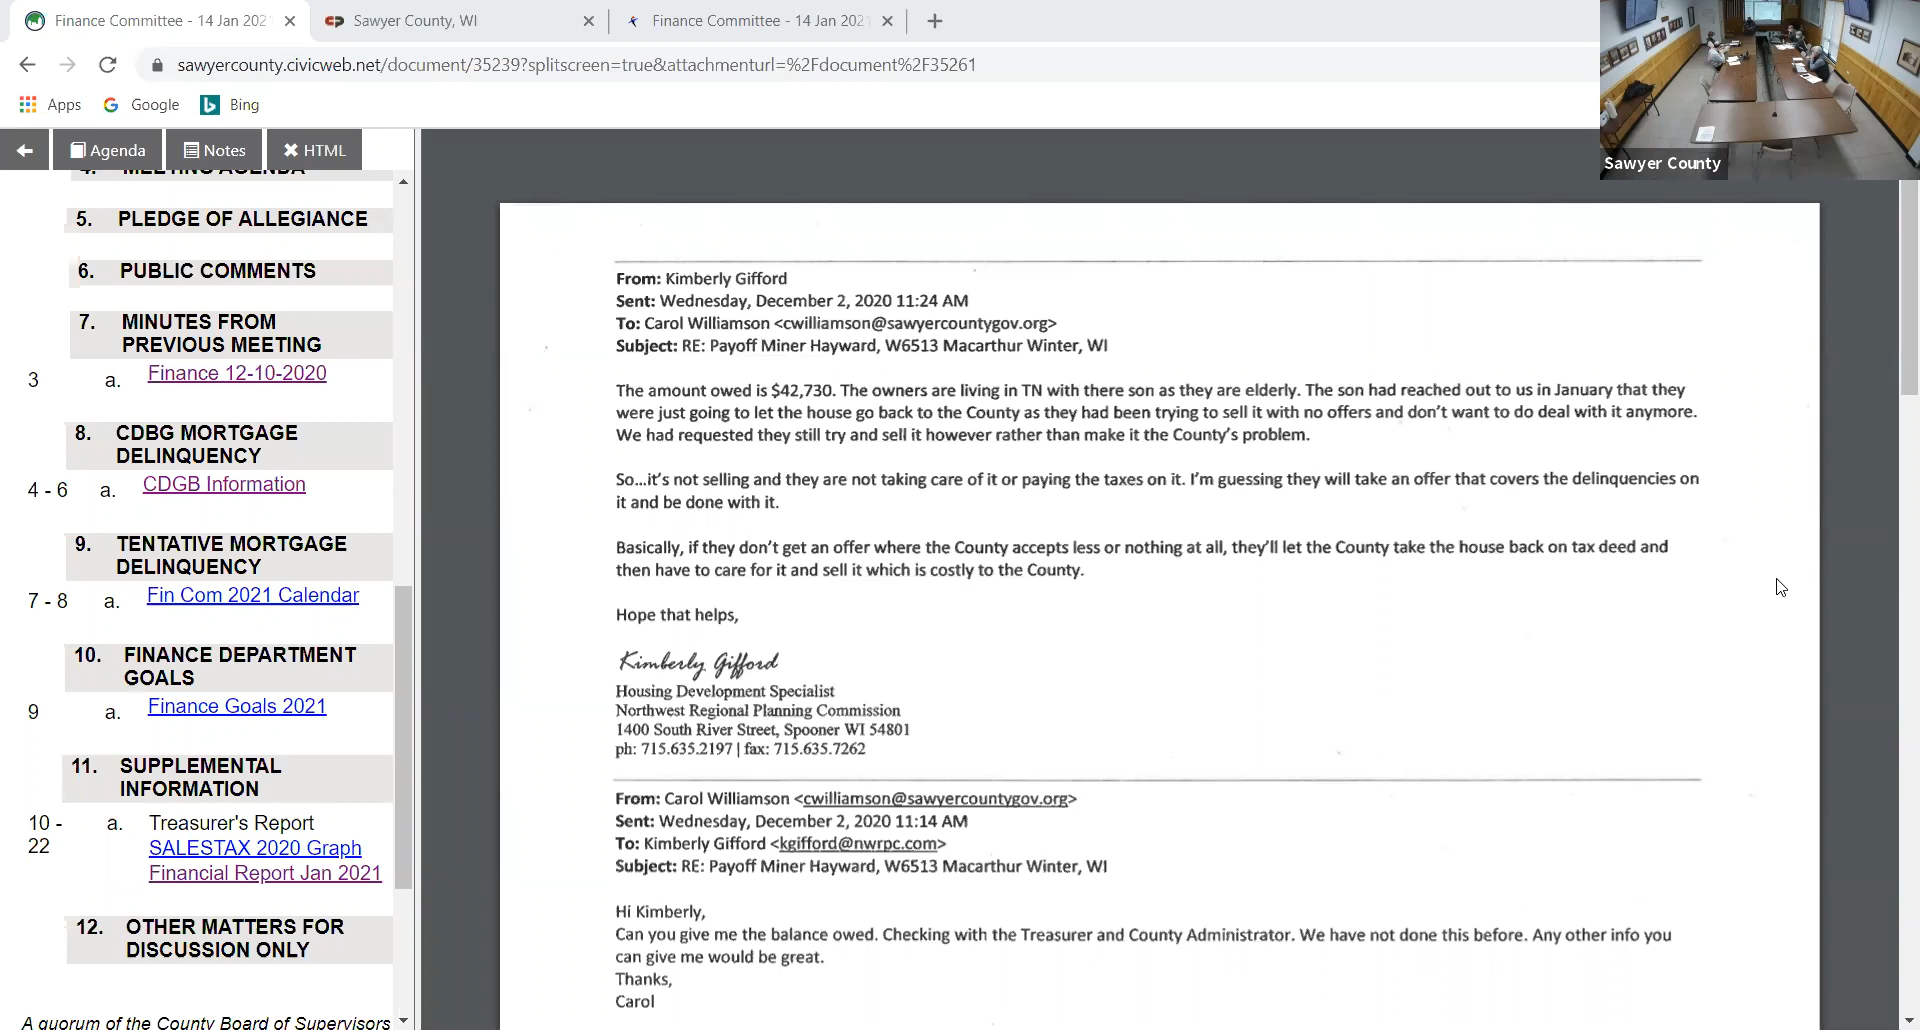 Finance Committee - 14 Jan 202
Sawyer County, WI
Finance Committee - 14 Jan 202
sawyercounty.civicweb.net/document/35239?splitscreen=true&attachmenturl=%2Fdocument%2F35261
Apps
Google
Bing
Sawyer County
Agenda
Notes
HTML
4. MEETING AGENDA
5. PLEDGE OF ALLEGIANCE
6. PUBLIC COMMENTS
7. MINUTES FROM
PREVIOUS MEETING
3 a. Finance 12-10-2020
8. CDBG MORTGAGE
DELINQUENCY
4 - 6 a. CDGB Information
9. TENTATIVE MORTGAGE
DELINQUENCY
7 - 8 a. Fin Com 2021 Calendar
10. FINANCE DEPARTMENT
GOALS
9 a. Finance Goals 2021
11. SUPPLEMENTAL
INFORMATION
10 - a. Treasurer's Report
22 SALESTAX 2020 Graph
Financial Report Jan 2021
12. OTHER MATTERS FOR
DISCUSSION ONLY
A quorum of the County Board of Supervisors
From: Kimberly Gifford
Sent: Wednesday, December 2, 2020 11:24 AM
To: Carol Williamson <cwilliamson@sawyercountygov.org>
Subject: RE: Payoff Miner Hayward, W6513 Macarthur Winter, WI
The amount owed is $42,730. The owners are living in TN with there son as they are elderly. The son had reached out to us in January that they
were just going to let the house go back to the County as they had been trying to sell it with no offers and don't want to do deal with it anymore.
We had requested they still try and sell it however rather than make it the County's problem.
So...it's not selling and they are not taking care of it or paying the taxes on it. I'm guessing they will take an offer that covers the delinquencies on
it and be done with it.
Basically, if they don't get an offer where the County accepts less or nothing at all, they'll let the County take the house back on tax deed and
then have to care for it and sell it which is costly to the County.
Hope that helps,
Kimberly Gifford
Housing Development Specialist
Northwest Regional Planning Commission
1400 South River Street, Spooner WI 54801
ph: 715.635.2197 | fax: 715.635.7262
From: Carol Williamson <cwilliamson@sawyercountygov.org>
Sent: Wednesday, December 2, 2020 11:14 AM
To: Kimberly Gifford <kgifford@nwrpc.com>
Subject: RE: Payoff Miner Hayward, W6513 Macarthur Winter, WI
Hi Kimberly,
Can you give me the balance owed. Checking with the Treasurer and County Administrator. We have not done this before. Any other info you
can give me would be great.
Thanks,
Carol